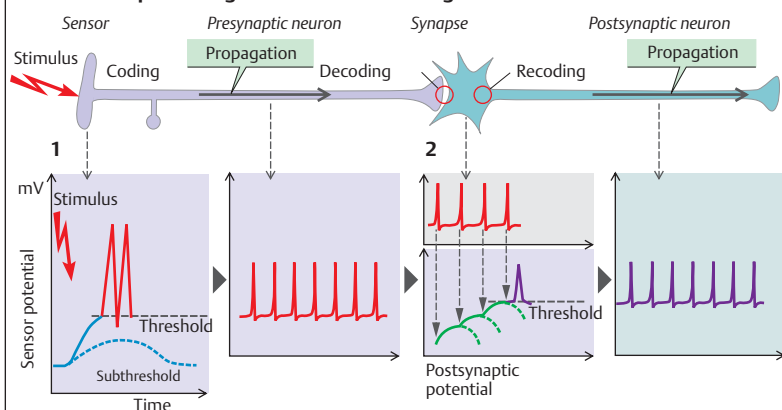 Sensor
Presynaptic neuron
Synapse
Postsynaptic neuron
Stimulus
Coding
Propagation
Decoding
Recoding
Propagation
1
2
mV
Stimulus
Sensor potential
Threshold
Subthreshold
Time
Threshold
Postsynaptic
potential